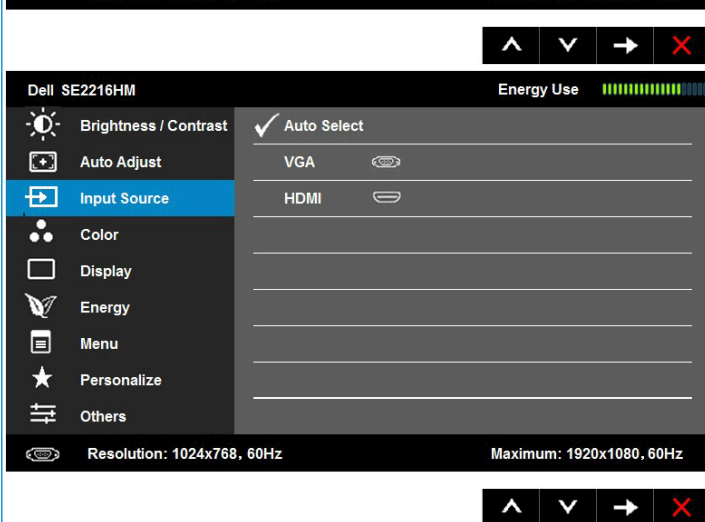 Dell SE2216HM Energy Use
Brightness / Contrast Auto Select
Auto Adjust VGA
Input Source HDMI
Color
Display
Energy
Menu
Personalize
Others
Resolution: 1024x768, 60Hz Maximum: 1920x1080, 60Hz